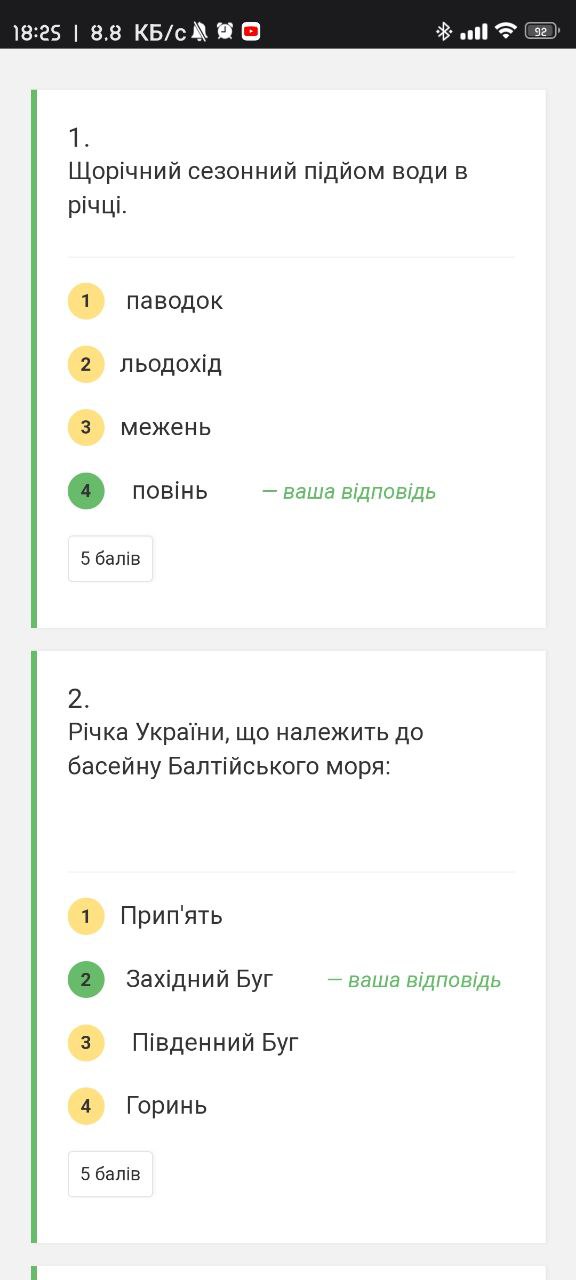 18:25 | 8.8 КБ/с 92
1.
Щорічний сезонний підйом води в
річці.
1 паводок
2 льодохід
3 межень
4 повінь — ваша відповідь
5 балів
2.
Річка України, що належить до
басейну Балтійського моря:
1 Прип'ять
2 Західний Буг — ваша відповідь
3 Південний Буг
4 Горинь
5 балів